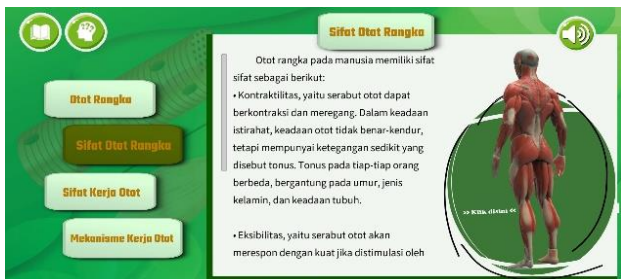 Sifat Otot Rangka
Otot Rangka
Sifat Otot Rangka
Sifat Kerja Otot
Mekanisme Kerja Otot
Otot rangka pada manusia memiliki sifat
sifat sebagai berikut:
• Kontraktilitas, yaitu serabut otot dapat
berkontraksi dan meregang. Dalam keadaan
istirahat, keadaan otot tidak benar-kendur,
tetapi mempunyai ketegangan sedikit yang
disebut tonus. Tonus pada tiap-tiap orang
berbeda, bergantung pada umur, jenis
kelamin, dan keadaan tubuh.
• Eksibilitas, yaitu serabut otot akan
merespon dengan kuat jika distimulasi oleh
>> Klik disini <<